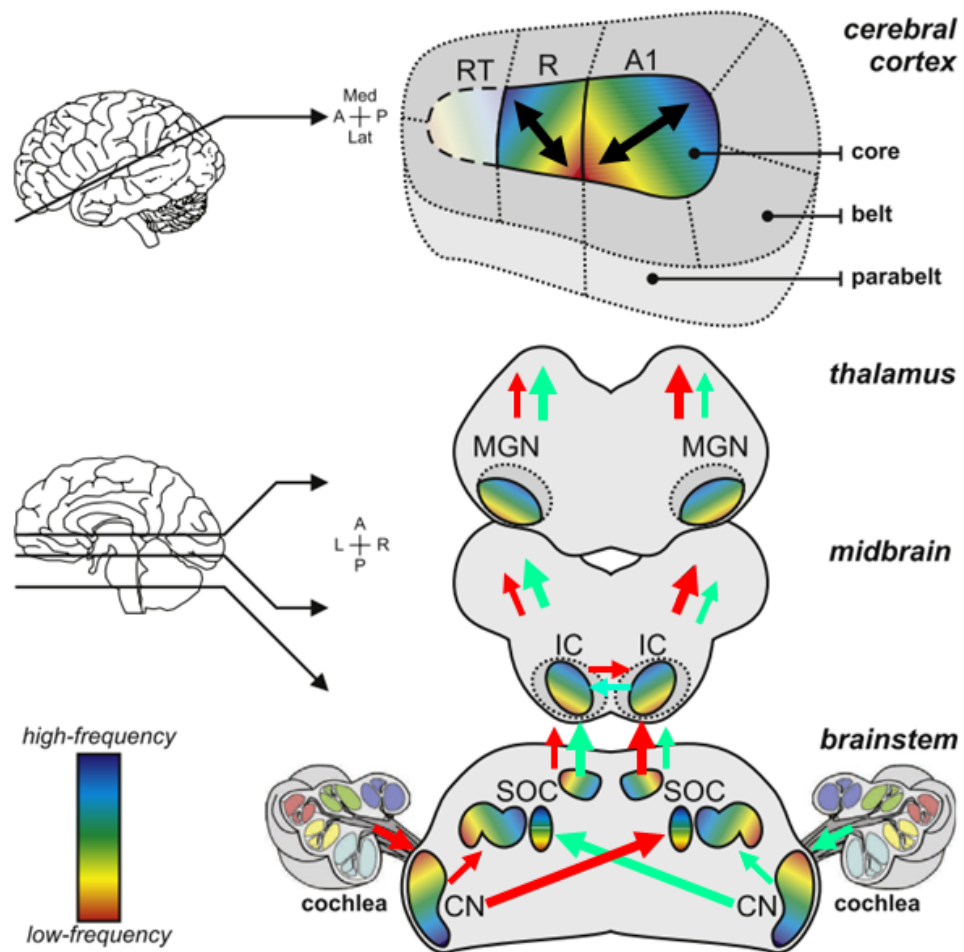 cerebral
cortex
RT
R
A1
Med
A
P
Lat
core
belt
parabelt
thalamus
MGN
MGN
A
L
R
P
midbrain
IC
IC
high-frequency
brainstem
SOC
SOC
CN
CN
cochlea
cochlea
low-frequency